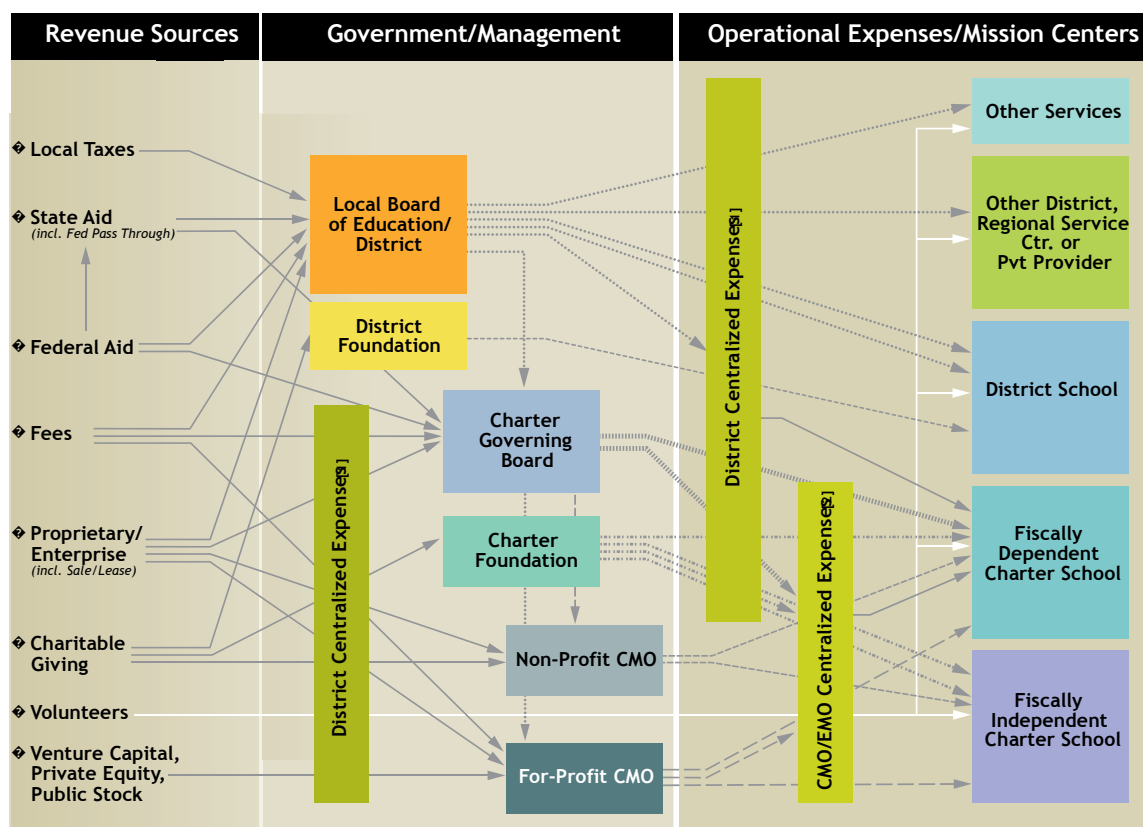 Revenue Sources
Government/Management
Operational Expenses/Mission Centers
� Local Taxes
� State Aid
(incl. Fed Pass Through)
� Federal Aid
� Fees
� Proprietary/
Enterprise
(incl. Sale/Lease)
� Charitable
Giving
� Volunteers
� Venture Capital,
Private Equity,
Public Stock
Local Board
of Education/
District
District
Foundation
Charter
Governing
Board
Charter
Foundation
Non-Profit CMO
For-Profit CMO
District Centralized Expenses
District Centralized Expenses
CMO/EMO Centralized Expenses
Other Services
Other District,
Regional Service
Ctr. or
Pvt Provider
District School
Fiscally
Dependent
Charter School
Fiscally
Independent
Charter School